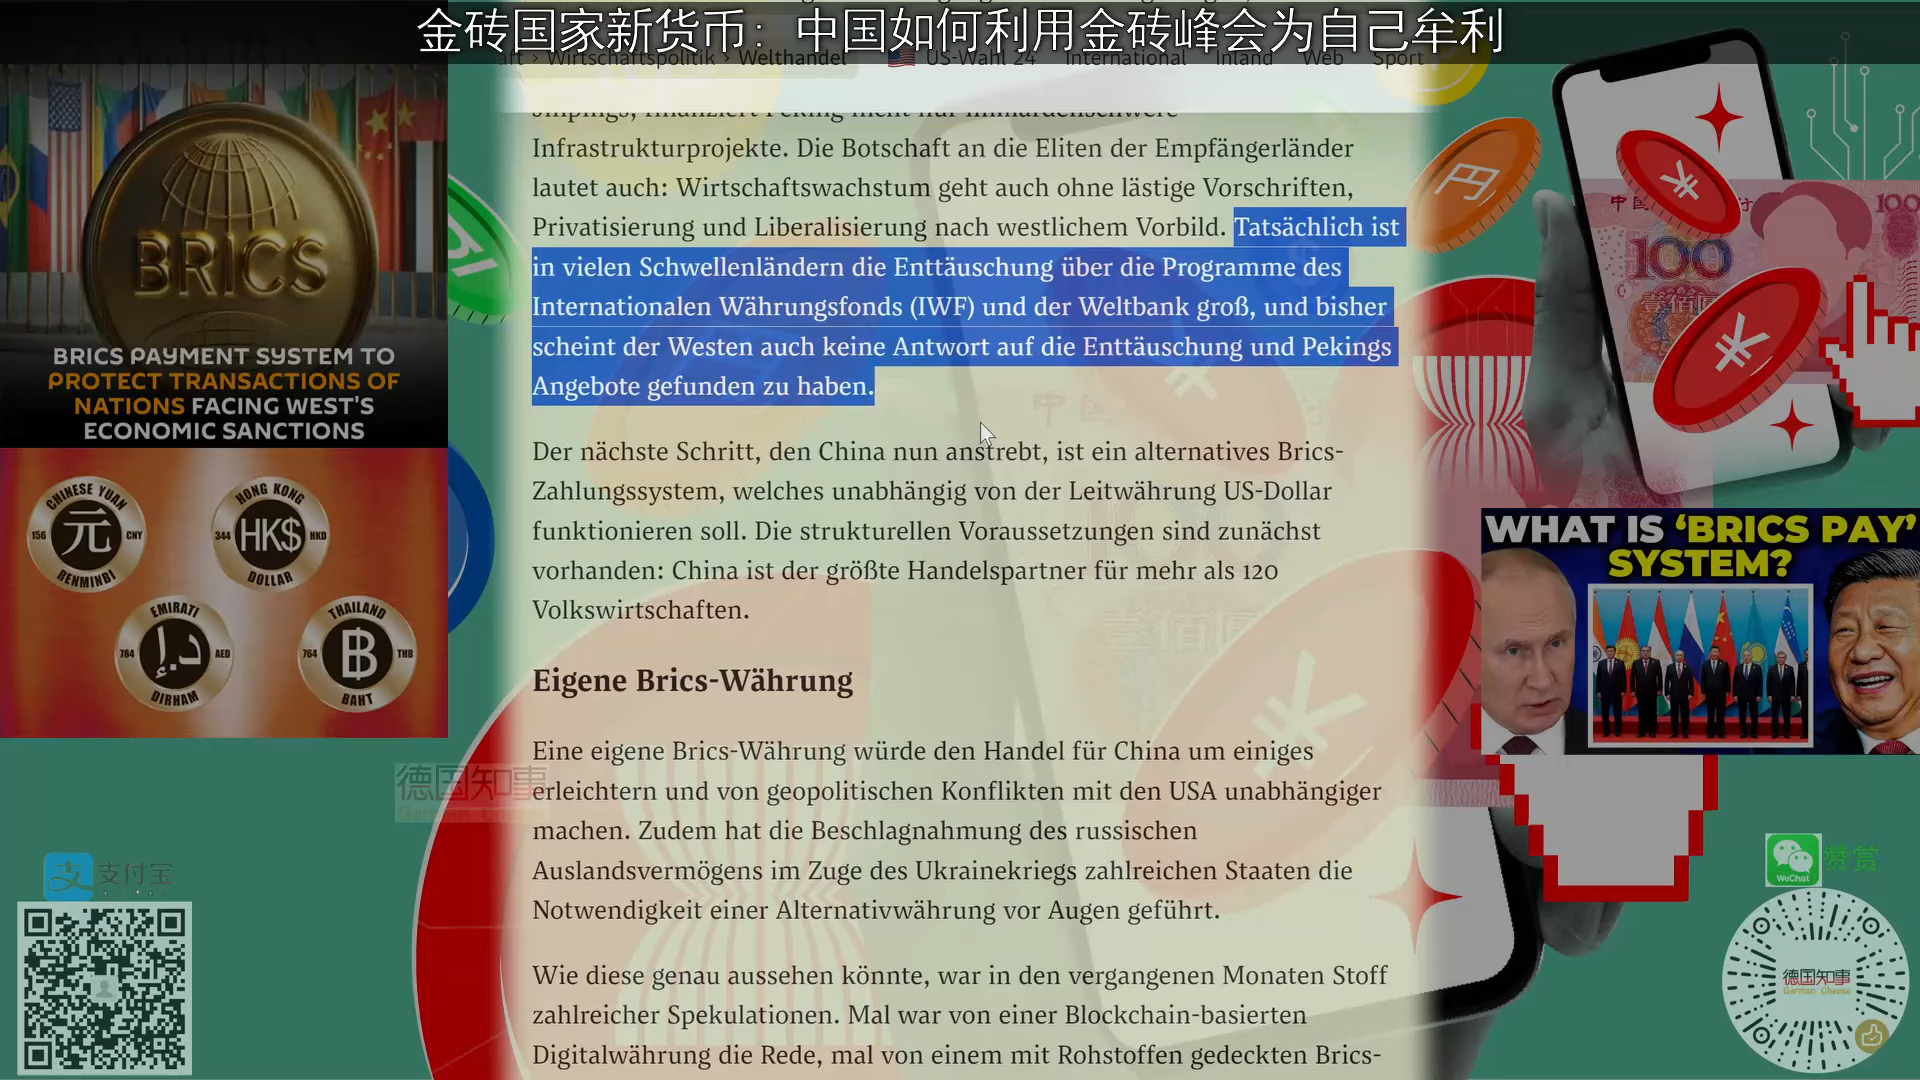 金砖国家新货币：中国如何利用金砖峰会为自己牟利
Wirtschaftspolitik › Welthandel
US-Wahl 24 International Inland Web Sport
Infrastrukturprojekte. Die Botschaft an die Eliten der Empfängerländer
lautet auch: Wirtschaftswachstum geht auch ohne lästige Vorschriften,
Privatisierung und Liberalisierung nach westlichem Vorbild. Tatsächlich ist
in vielen Schwellenländern die Enttäuschung über die Programme des
Internationalen Währungsfonds (IWF) und der Weltbank groß, und bisher
scheint der Westen auch keine Antwort auf die Enttäuschung und Pekings
Angebote gefunden zu haben.
Der nächste Schritt, den China nun anstrebt, ist ein alternatives Brics-
Zahlungssystem, welches unabhängig von der Leitwährung US-Dollar
funktionieren soll. Die strukturellen Voraussetzungen sind zunächst
vorhanden: China ist der größte Handelspartner für mehr als 120
Volkswirtschaften.
Eigene Brics-Währung
Eine eigene Brics-Währung würde den Handel für China um einiges
erleichtern und von geopolitischen Konflikten mit den USA unabhängiger
machen. Zudem hat die Beschlagnahmung des russischen
Auslandsvermögens im Zuge des Ukrainekriegs zahlreichen Staaten die
Notwendigkeit einer Alternativwährung vor Augen geführt.
Wie diese genau aussehen könnte, war in den vergangenen Monaten Stoff
zahlreicher Spekulationen. Mal war von einer Blockchain-basierten
Digitalwährung die Rede, mal von einem mit Rohstoffen gedeckten Brics-
BRICS
BRICS PAYMENT SYSTEM TO
PROTECT TRANSACTIONS OF
NATIONS FACING WEST'S
ECONOMIC SANCTIONS
CHINESE YUAN
156 元 CNY
RENMINBI
HONG KONG
344 HK$ HKD
DOLLAR
EMIRATI
784 د.إ AED
DIRHAM
THAILAND
764 ฿ THB
BAHT
德国知事
German Cheese
支付宝
円
¥
100
100
壹佰圆
¥
WHAT IS ‘BRICS PAY’
SYSTEM?
WeChat
赞赏
德国知事
German Cheese